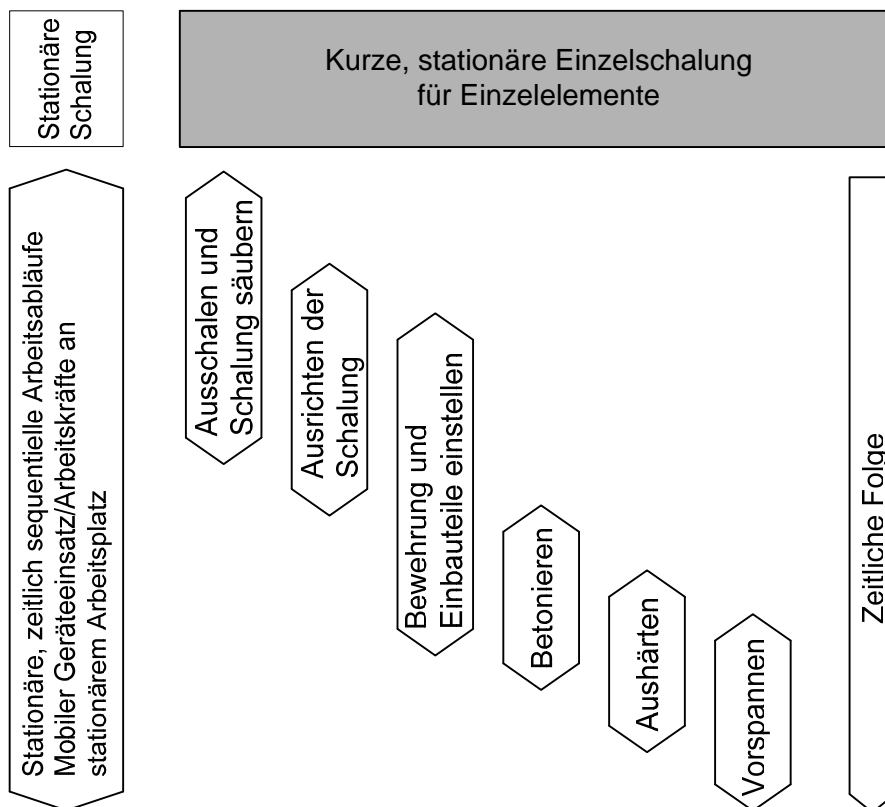 Stationäre
Schalung
Kurze, stationäre Einzelschalung
für Einzelelemente
Stationäre, zeitlich sequentielle Arbeitsabläufe
Mobiler Geräteeinsatz/Arbeitskräfte an
stationärem Arbeitsplatz
Ausschalen und
Schalung säubern
Ausrichten der
Schalung
Bewehrung und
Einbauteile einstellen
Betonieren
Aushärten
Vorspannen
Zeitliche Folge